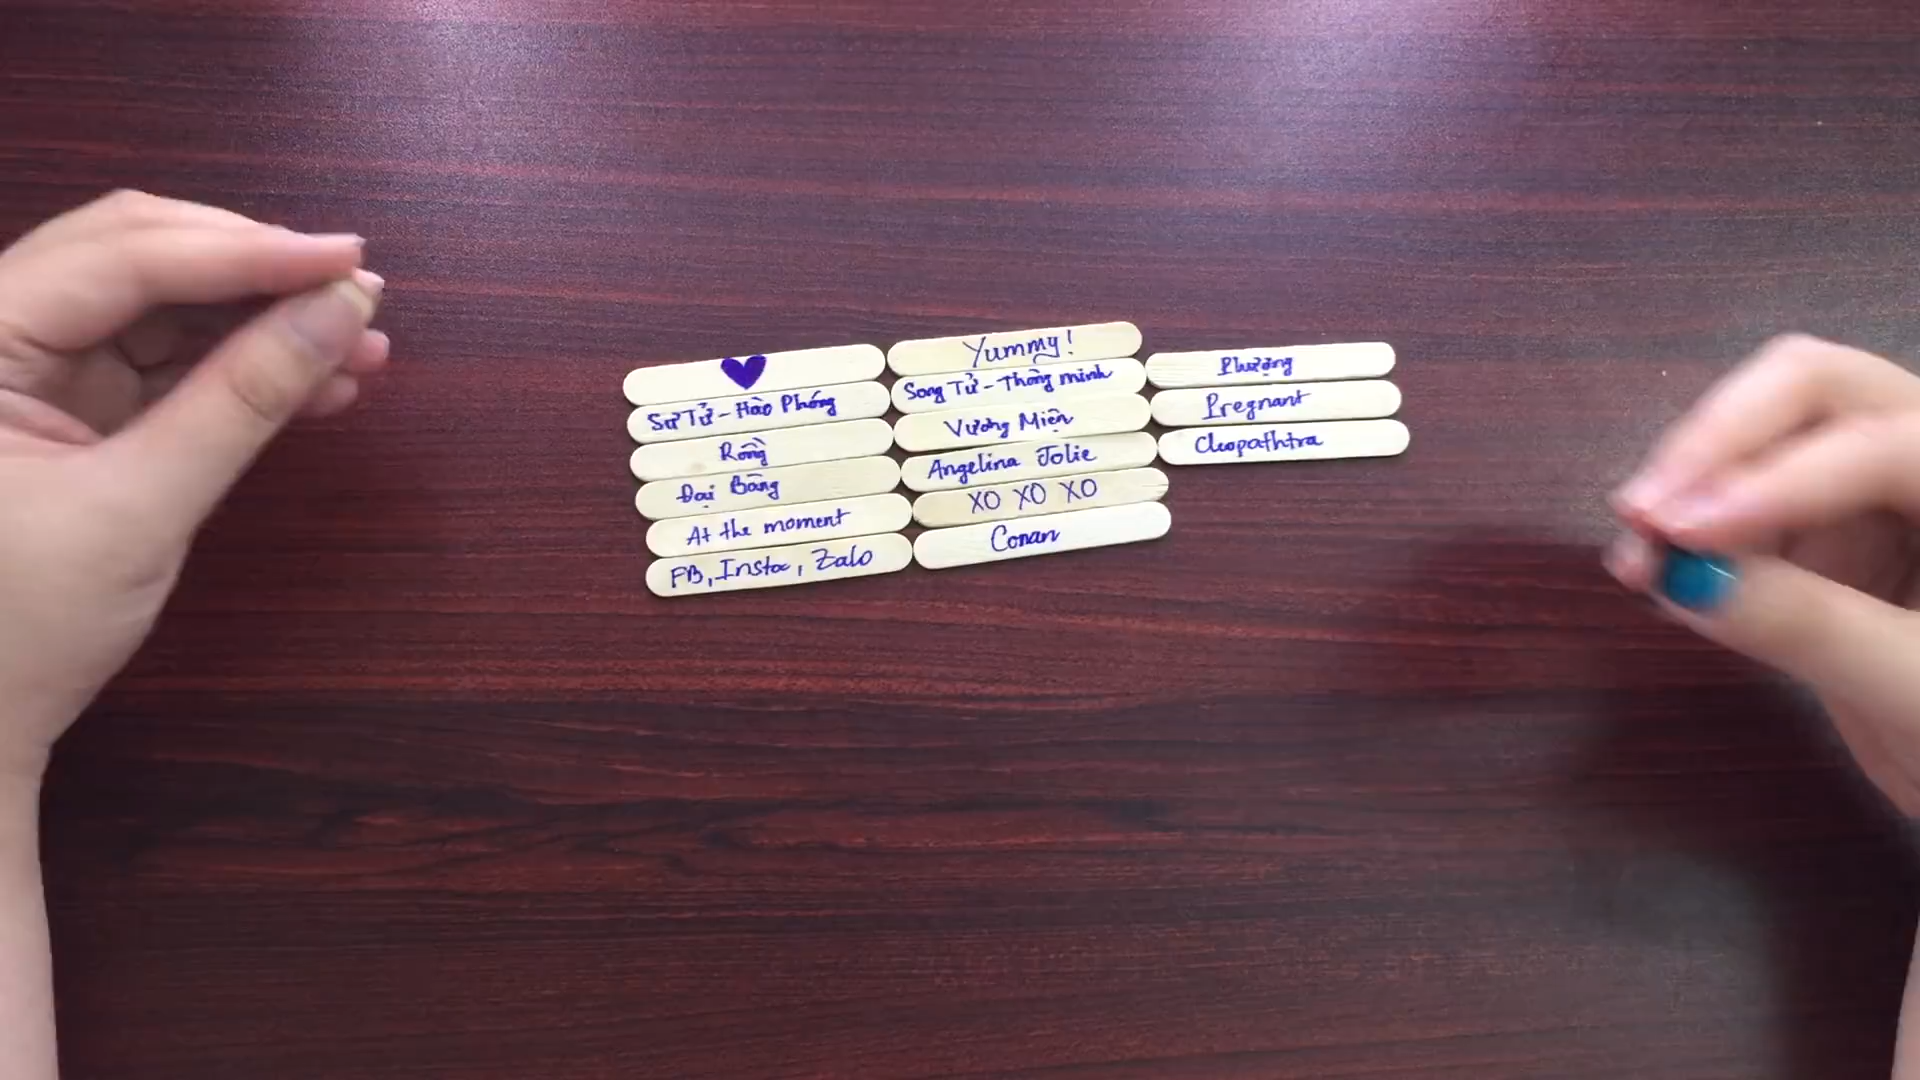 Sư Tử - Hào Phóng
Rồng
Đại Bàng
At the moment
FB, Insta, Zalo
Yummy!
Song Tử - Thông minh
Vương Miện
Angelina Jolie
XO XO XO
Conan
Phượng
Pregnant
Cleopathtra